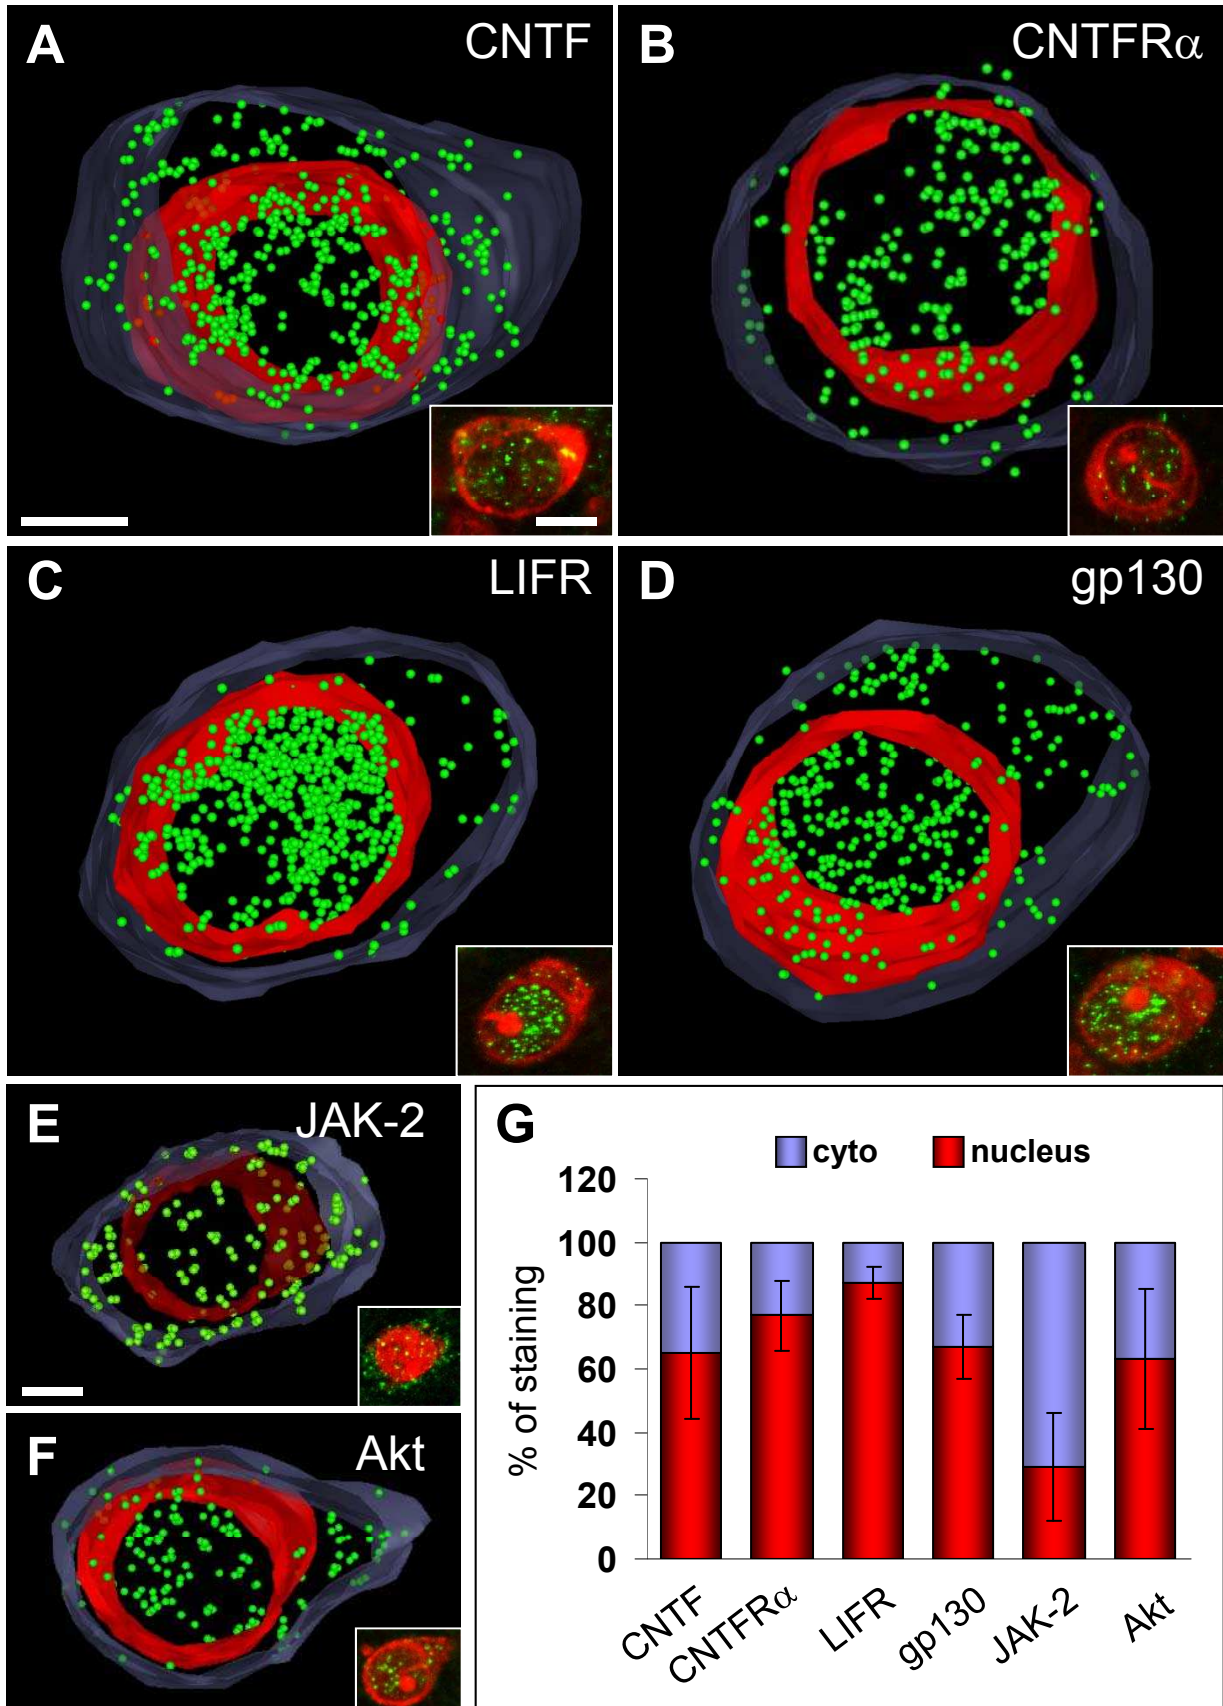 A CNTF
B CNTFRα
C LIFR
D gp130
E JAK-2
F Akt
G
cyto nucleus
% of staining
120
100
80
60
40
20
0
CNTF CNTFRα LIFR gp130 JAK-2 Akt